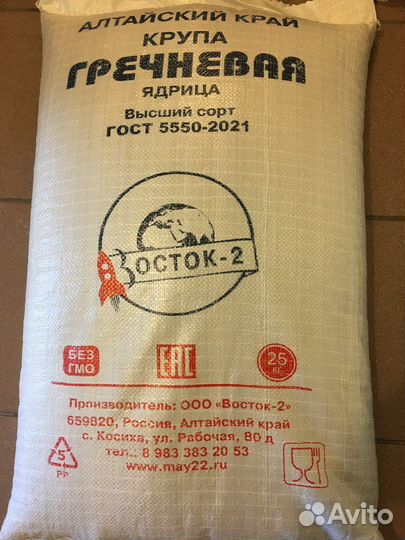 АЛТАЙСКИЙ КРАЙ
КРУПА
ГРЕЧНЕВАЯ
ЯДРИЦА
Высший сорт
ГОСТ 5550-2021
ВОСТОК-2
БЕЗ ГМО
ЕАС
25 КГ
Производитель: ООО «Восток-2»
659820, Россия, Алтайский край
с. Косиха, ул. Рабочая, 80 д
тел.: 8 983 383 20 53
www.may22.ru
5
PP
Avito